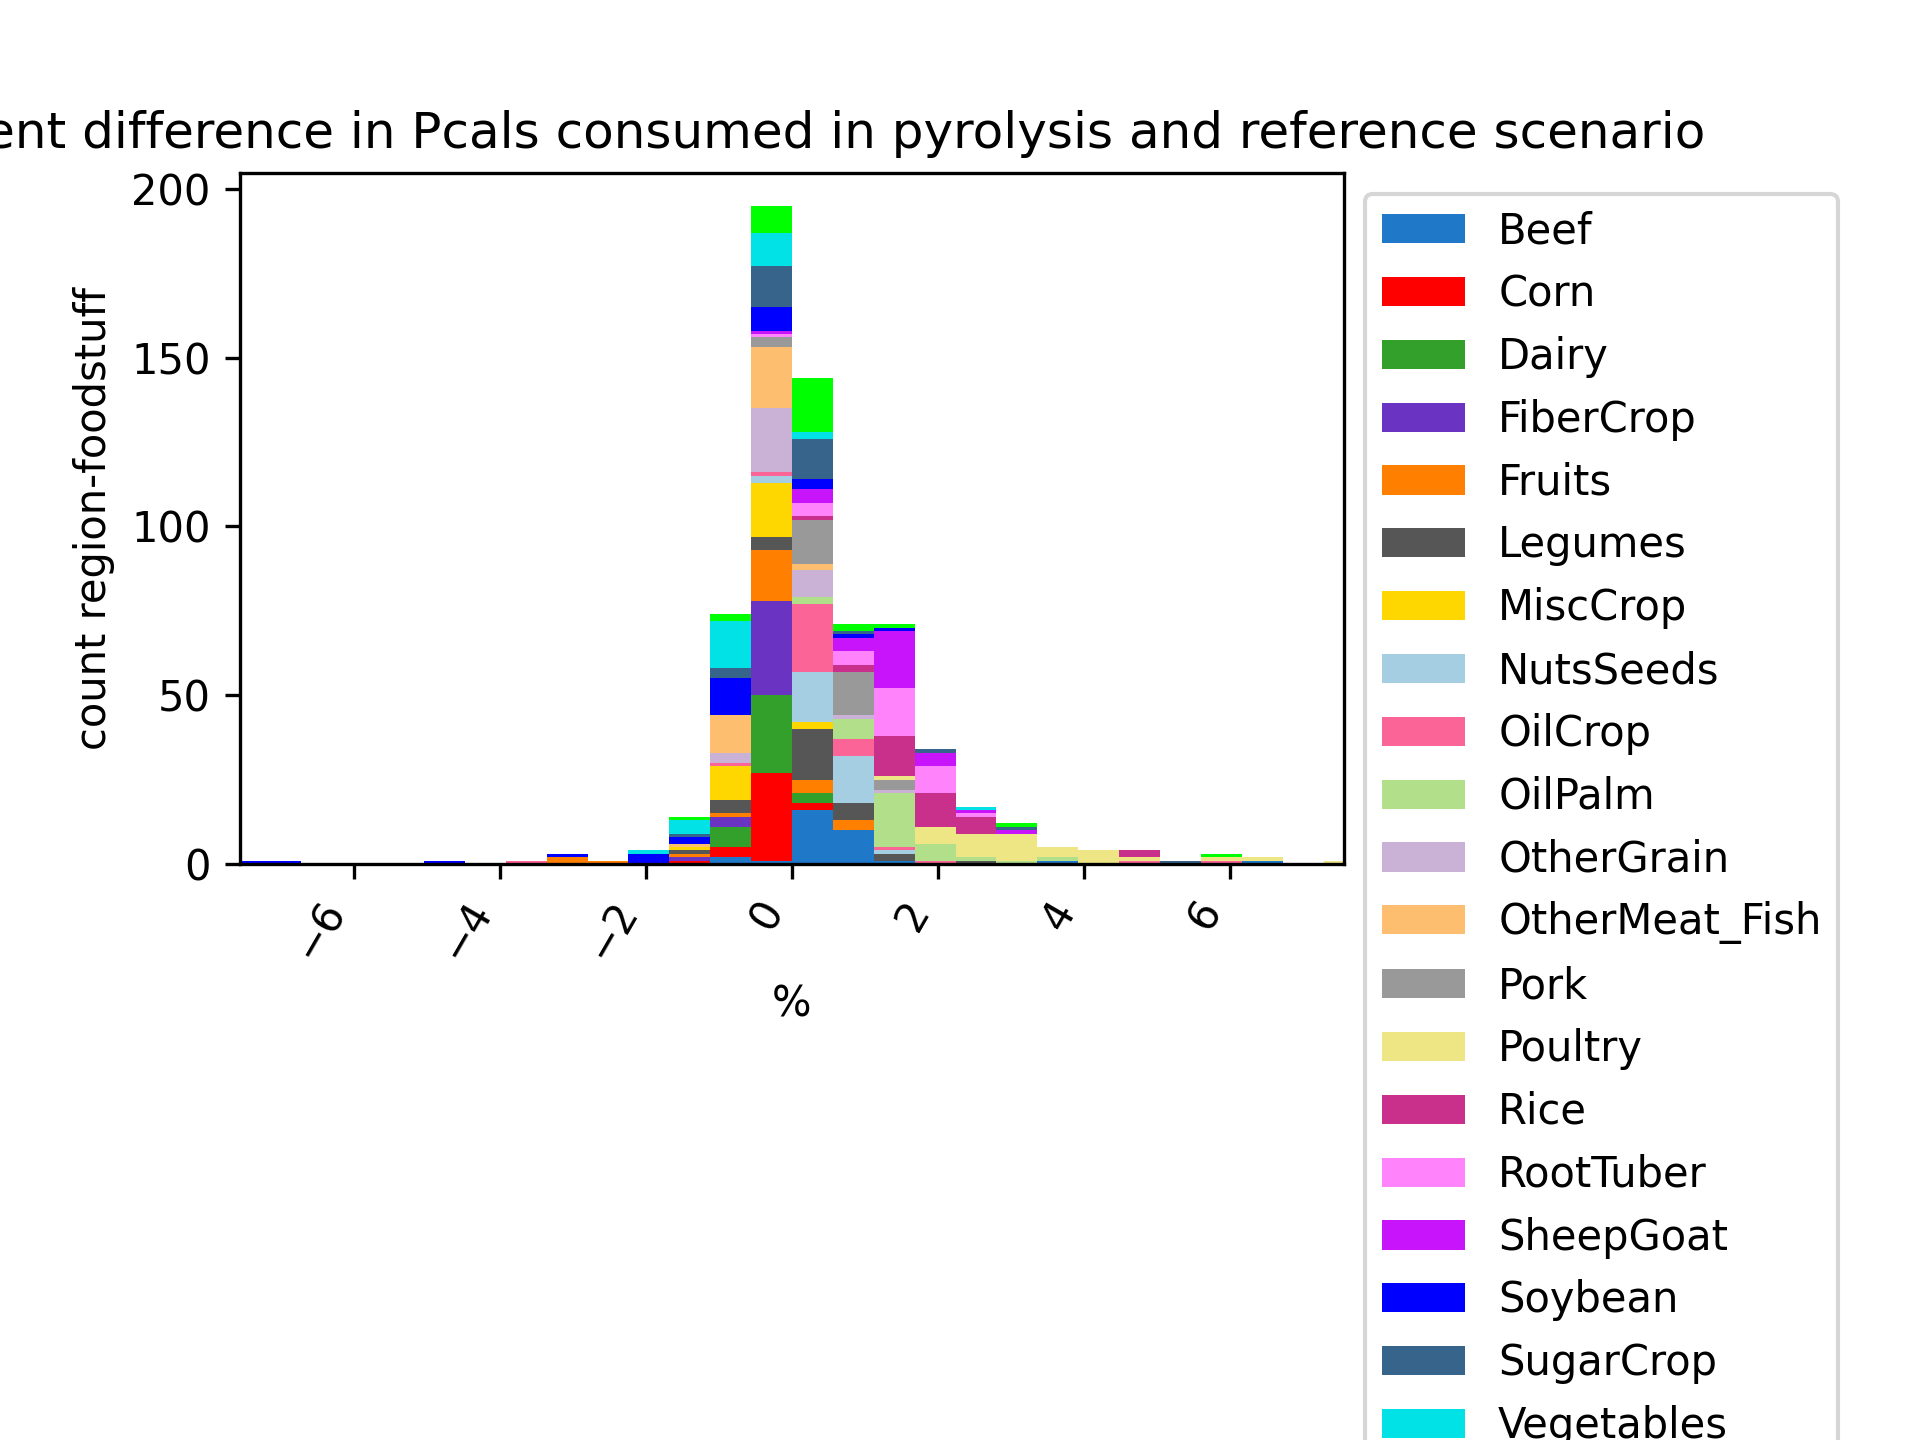 difference in Pcals consumed in pyrolysis and reference scenario
200
150
100
50
0
count region-foodstuff
−6
−4
−2
0
2
4
6
%
Beef
Corn
Dairy
FiberCrop
Fruits
Legumes
MiscCrop
NutsSeeds
OilCrop
OilPalm
OtherGrain
OtherMeat_Fish
Pork
Poultry
Rice
RootTuber
SheepGoat
Soybean
SugarCrop
Vegetables